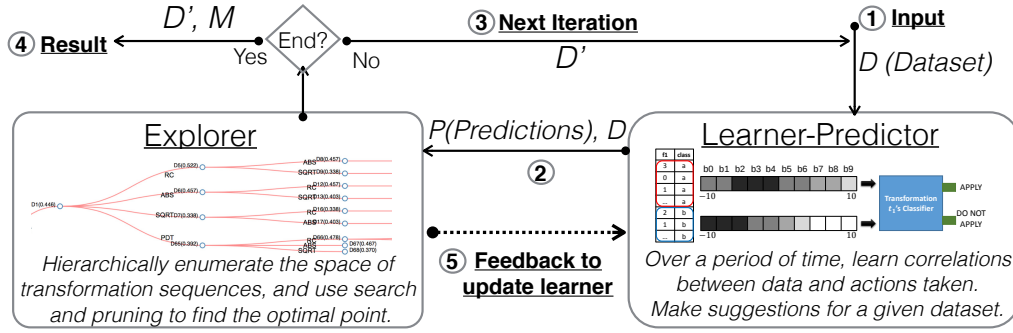 ④ Result
D', M
Yes
End?
No
③ Next Iteration
D'
① Input
D (Dataset)
Explorer
D1(0.446)
RC
D5(0.522)
ABS
D8(0.457)
SQRT
D9(0.338)
ABS
D6(0.457)
RC
D12(0.457)
SQRT
D13(0.403)
SQRT
D7(0.338)
RC
D16(0.338)
ABS
D17(0.403)
PDT
D65(0.392)
D66(0.478)
ABS
D67(0.467)
SQRT
D68(0.370)
Hierarchically enumerate the space of
transformation sequences, and use search
and pruning to find the optimal point.
P(Predictions), D
②
⑤ Feedback to
update learner
Learner-Predictor
f1 class
3 a
0 a
1 a
... a
2 b
1 b
... b
b0 b1 b2 b3 b4 b5 b6 b7 b8 b9
−10 10
−10 10
Transformation
t₁'s Classifier
APPLY
DO NOT
APPLY
Over a period of time, learn correlations
between data and actions taken.
Make suggestions for a given dataset.